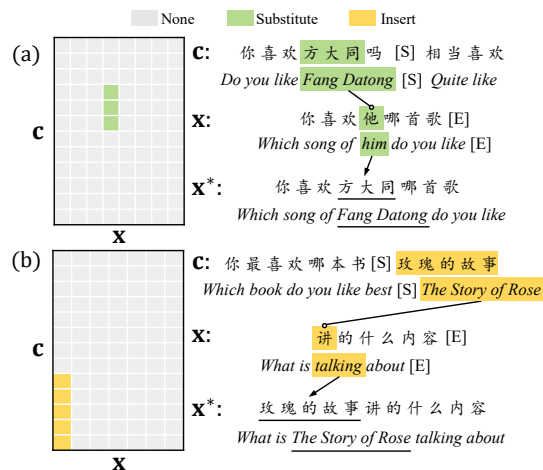 None Substitute Insert
(a)
c: 你喜欢方大同吗 [S] 相当喜欢
Do you like Fang Datong [S] Quite like
c
x: 你喜欢他哪首歌 [E]
Which song of him do you like [E]
x*: 你喜欢方大同哪首歌
Which song of Fang Datong do you like
x
(b)
c: 你最喜欢哪本书 [S] 玫瑰的故事
Which book do you like best [S] The Story of Rose
x: 讲的什么内容 [E]
c
What is talking about [E]
x*: 玫瑰的故事讲的什么内容
What is The Story of Rose talking about
x